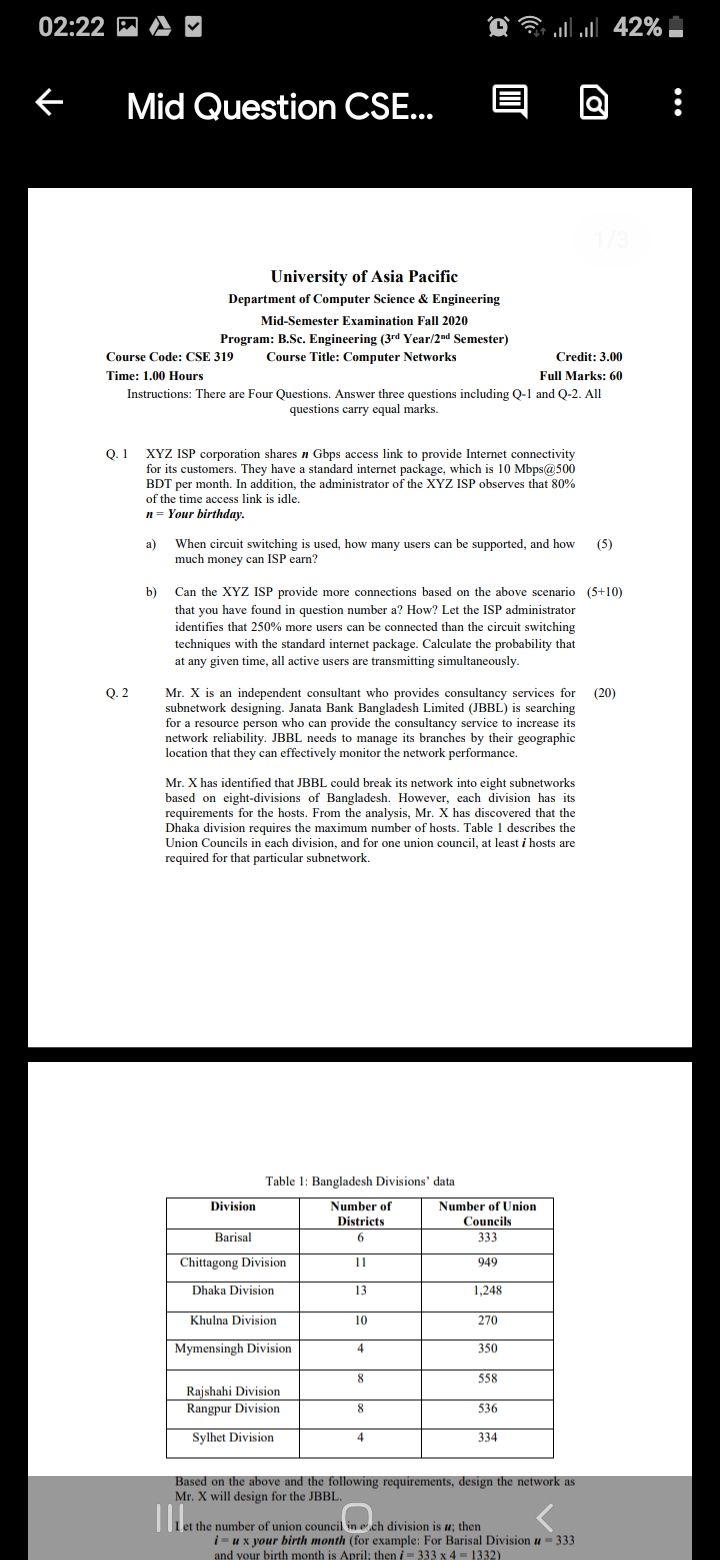 02:22 42%
Mid Question CSE...
1/3
University of Asia Pacific
Department of Computer Science & Engineering
Mid-Semester Examination Fall 2020
Program: B.Sc. Engineering (3rd Year/2nd Semester)
Course Code: CSE 319 Course Title: Computer Networks Credit: 3.00
Time: 1.00 Hours Full Marks: 60
Instructions: There are Four Questions. Answer three questions including Q-1 and Q-2. All
questions carry equal marks.
Q. 1 XYZ ISP corporation shares n Gbps access link to provide Internet connectivity
for its customers. They have a standard internet package, which is 10 Mbps@500
BDT per month. In addition, the administrator of the XYZ ISP observes that 80%
of the time access link is idle.
n = Your birthday.
a) When circuit switching is used, how many users can be supported, and how (5)
much money can ISP earn?
b) Can the XYZ ISP provide more connections based on the above scenario (5+10)
that you have found in question number a? How? Let the ISP administrator
identifies that 250% more users can be connected than the circuit switching
techniques with the standard internet package. Calculate the probability that
at any given time, all active users are transmitting simultaneously.
Q. 2 Mr. X is an independent consultant who provides consultancy services for (20)
subnetwork designing. Janata Bank Bangladesh Limited (JBBL) is searching
for a resource person who can provide the consultancy service to increase its
network reliability. JBBL needs to manage its branches by their geographic
location that they can effectively monitor the network performance.
Mr. X has identified that JBBL could break its network into eight subnetworks
based on eight-divisions of Bangladesh. However, each division has its
requirements for the hosts. From the analysis, Mr. X has discovered that the
Dhaka division requires the maximum number of hosts. Table 1 describes the
Union Councils in each division, and for one union council, at least i hosts are
required for that particular subnetwork.
Table 1: Bangladesh Divisions' data
Division Number of Number of Union
Districts Councils
Barisal 6 333
Chittagong Division 11 949
Dhaka Division 13 1,248
Khulna Division 10 270
Mymensingh Division 4 350
8 558
Rajshahi Division
Rangpur Division 8 536
Sylhet Division 4 334
Based on the above and the following requirements, design the network as
Mr. X will design for the JBBL.
Let the number of union council in each division is u; then
i = u x your birth month (for example: For Barisal Division u = 333
and your birth month is April; then i = 333 x 4 = 1332)